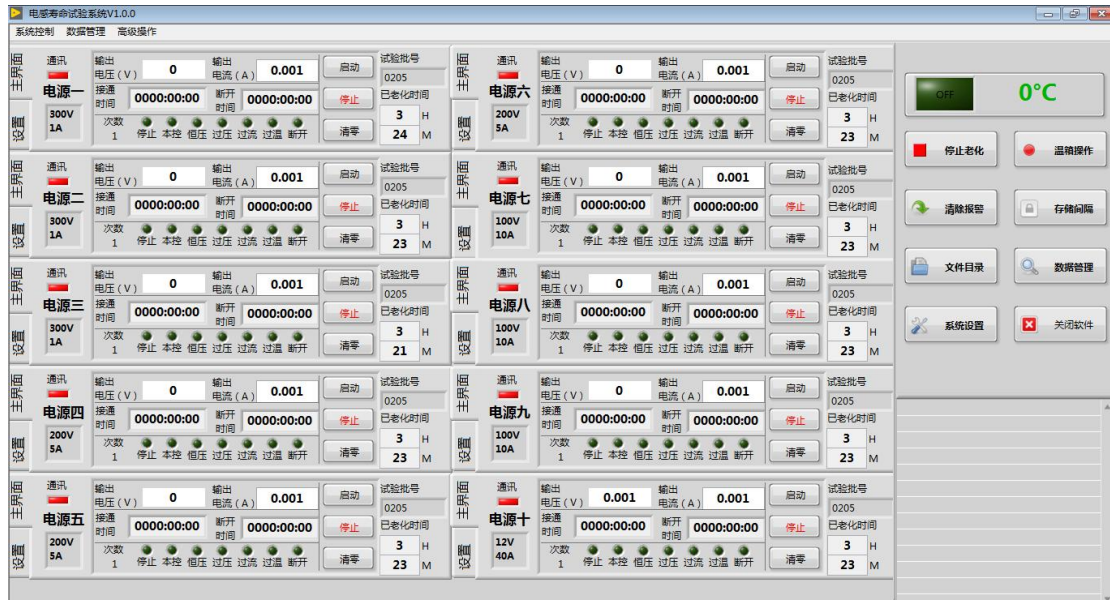 电感寿命试验系统V1.0.0
系统控制 数据管理 高级操作
主界面
设置
通讯
电源一
300V
1A
输出
电压(V) 0
输出
电流(A) 0.001
启动
接通
时间 0000:00:00
断开
时间 0000:00:00
停止
次数
1
停止 本控 恒压 过压 过流 过温 断开
清零
试验批号
0205
已老化时间
3 H
24 M
主界面
设置
通讯
电源二
300V
1A
输出
电压(V) 0
输出
电流(A) 0.001
启动
接通
时间 0000:00:00
断开
时间 0000:00:00
停止
次数
1
停止 本控 恒压 过压 过流 过温 断开
清零
试验批号
0205
已老化时间
3 H
23 M
主界面
设置
通讯
电源三
300V
1A
输出
电压(V) 0
输出
电流(A) 0.001
启动
接通
时间 0000:00:00
断开
时间 0000:00:00
停止
次数
1
停止 本控 恒压 过压 过流 过温 断开
清零
试验批号
0205
已老化时间
3 H
21 M
主界面
设置
通讯
电源四
200V
5A
输出
电压(V) 0
输出
电流(A) 0.001
启动
接通
时间 0000:00:00
断开
时间 0000:00:00
停止
次数
1
停止 本控 恒压 过压 过流 过温 断开
清零
试验批号
0205
已老化时间
3 H
23 M
主界面
设置
通讯
电源五
200V
5A
输出
电压(V) 0
输出
电流(A) 0.001
启动
接通
时间 0000:00:00
断开
时间 0000:00:00
停止
次数
1
停止 本控 恒压 过压 过流 过温 断开
清零
试验批号
0205
已老化时间
3 H
23 M
主界面
设置
通讯
电源六
200V
5A
输出
电压(V) 0
输出
电流(A) 0.001
启动
接通
时间 0000:00:00
断开
时间 0000:00:00
停止
次数
1
停止 本控 恒压 过压 过流 过温 断开
清零
试验批号
0205
已老化时间
3 H
23 M
主界面
设置
通讯
电源七
100V
10A
输出
电压(V) 0
输出
电流(A) 0.001
启动
接通
时间 0000:00:00
断开
时间 0000:00:00
停止
次数
1
停止 本控 恒压 过压 过流 过温 断开
清零
试验批号
0205
已老化时间
3 H
23 M
主界面
设置
通讯
电源八
100V
10A
输出
电压(V) 0
输出
电流(A) 0.001
启动
接通
时间 0000:00:00
断开
时间 0000:00:00
停止
次数
1
停止 本控 恒压 过压 过流 过温 断开
清零
试验批号
0205
已老化时间
3 H
23 M
主界面
设置
通讯
电源九
100V
10A
输出
电压(V) 0
输出
电流(A) 0.001
启动
接通
时间 0000:00:00
断开
时间 0000:00:00
停止
次数
1
停止 本控 恒压 过压 过流 过温 断开
清零
试验批号
0205
已老化时间
3 H
23 M
主界面
设置
通讯
电源十
12V
40A
输出
电压(V) 0.001
输出
电流(A) 0.001
启动
接通
时间 0000:00:00
断开
时间 0000:00:00
停止
次数
1
停止 本控 恒压 过压 过流 过温 断开
清零
试验批号
0205
已老化时间
3 H
23 M
OFF 0°C
停止老化 温箱操作
清除报警 存储间隔
文件目录 数据管理
系统设置 关闭软件